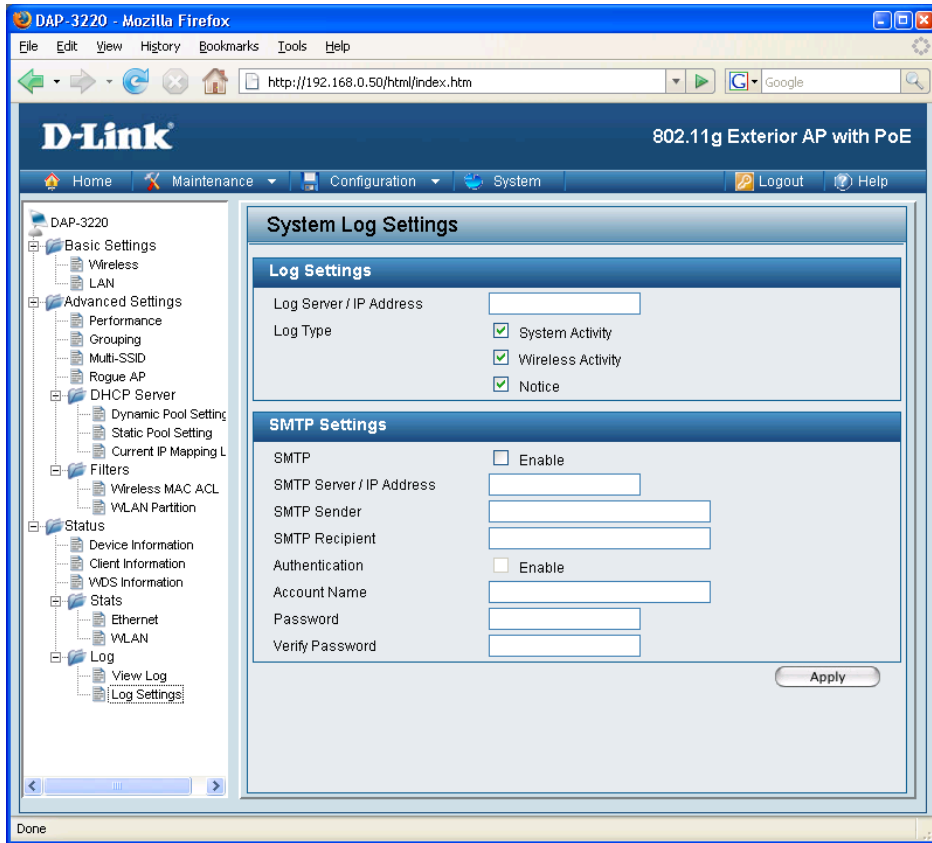 DAP-3220 - Mozilla Firefox
File Edit View History Bookmarks Tools Help
http://192.168.0.50/html/index.htm
G Google
D-Link
802.11g Exterior AP with PoE
Home Maintenance Configuration System Logout Help
DAP-3220
Basic Settings
Wireless
LAN
Advanced Settings
Performance
Grouping
Multi-SSID
Rogue AP
DHCP Server
Dynamic Pool Setting
Static Pool Setting
Current IP Mapping L
Filters
Wireless MAC ACL
WLAN Partition
Status
Device Information
Client Information
WDS Information
Stats
Ethernet
WLAN
Log
View Log
Log Settings
System Log Settings
Log Settings
Log Server / IP Address
Log Type System Activity
Wireless Activity
Notice
SMTP Settings
SMTP Enable
SMTP Server / IP Address
SMTP Sender
SMTP Recipient
Authentication Enable
Account Name
Password
Verify Password
Apply
Done